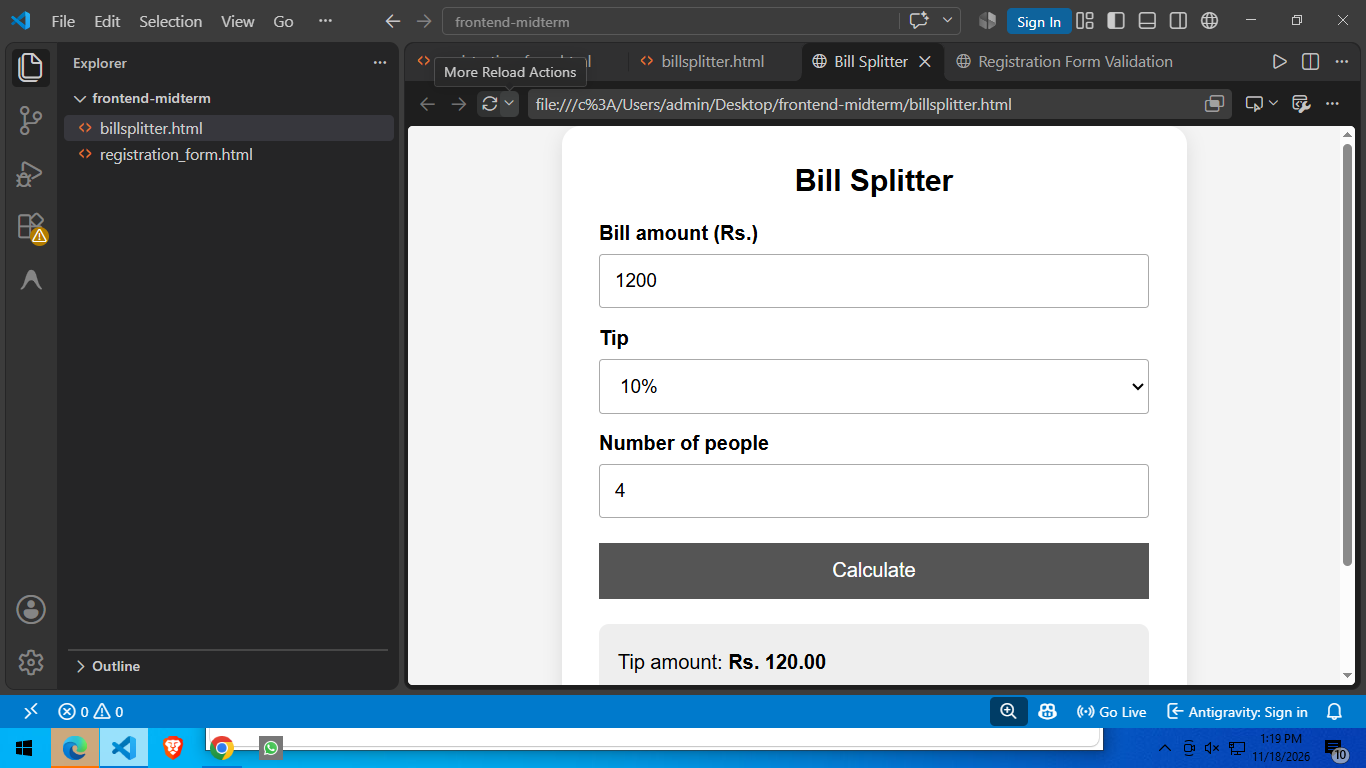 File Edit Selection View Go ··· frontend-midterm Sign In
Explorer ···
frontend-midterm
billsplitter.html
registration_form.html
Outline
billsplitter.html Bill Splitter Registration Form Validation ···
More Reload Actions
file:///c%3A/Users/admin/Desktop/frontend-midterm/billsplitter.html ···
Bill Splitter
Bill amount (Rs.)
1200
Tip
10%
Number of people
4
Calculate
Tip amount: Rs. 120.00
0 0 Go Live Antigravity: Sign in
1:19 PM
11/18/2026
10